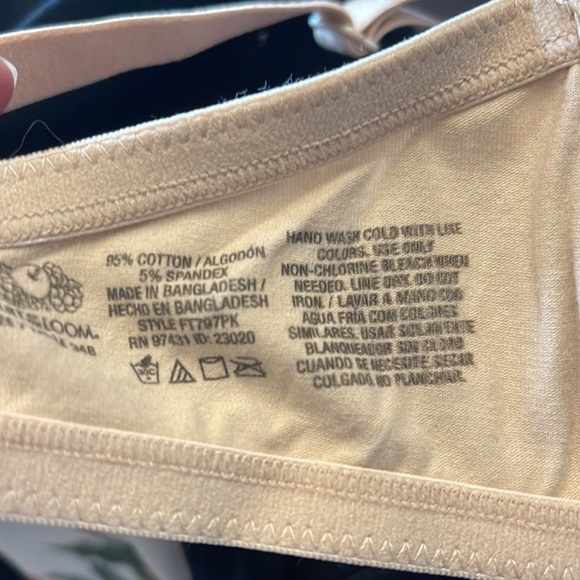 LOOM®
34B
95% COTTON / ALGODÓN
5% SPANDEX
MADE IN BANGLADESH /
HECHO EN BANGLADESH
STYLE FT797PK
RN 97431 ID: 23020
HAND WASH COLD WITH LIKE
COLORS. USE ONLY
NON-CHLORINE BLEACH WHEN
NEEDED. LINE DRY. DO NOT
IRON. / LAVAR A MANO CON
AGUA FRÍA CON COLORES
SIMILARES. USAR SOLAMENTE
BLANQUEADOR SIN CLORO
CUANDO SE NECESITE. SECAR
COLGADO. NO PLANCHAR.